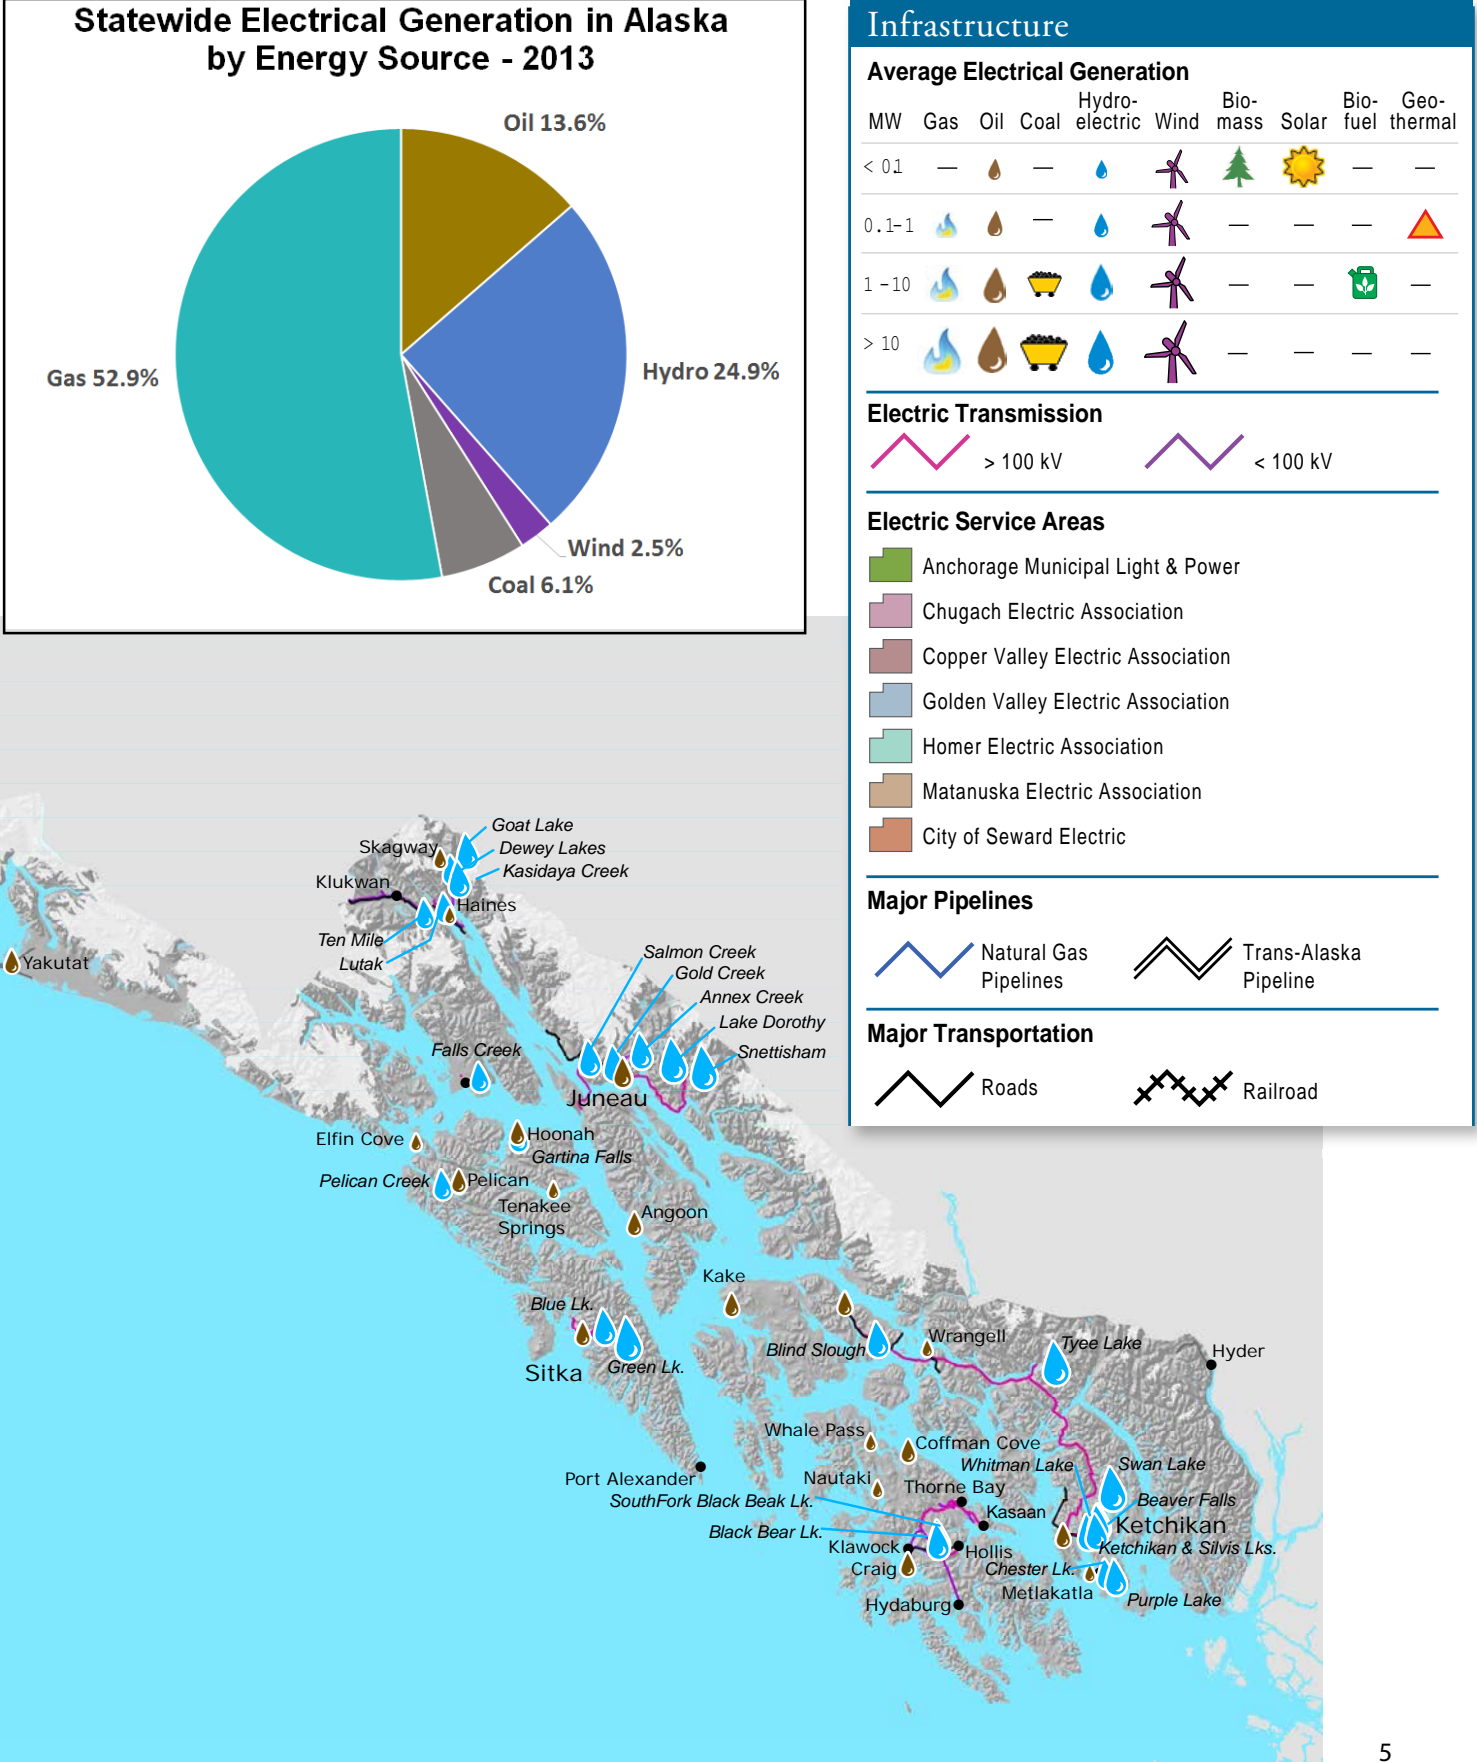 Statewide Electrical Generation in Alaska
by Energy Source - 2013
Oil 13.6%
Gas 52.9%
Hydro 24.9%
Wind 2.5%
Coal 6.1%
Infrastructure
Average Electrical Generation
MW Gas Oil Coal Hydro-electric Wind Bio-mass Solar Bio-fuel Geo-thermal
< 0.1 — — — —
0.1-1 — — — —
1 -10 — — —
> 10 — — — —
Electric Transmission
> 100 kV < 100 kV
Electric Service Areas
Anchorage Municipal Light & Power
Chugach Electric Association
Copper Valley Electric Association
Golden Valley Electric Association
Homer Electric Association
Matanuska Electric Association
City of Seward Electric
Major Pipelines
Natural Gas
Pipelines
Trans-Alaska
Pipeline
Major Transportation
Roads
Railroad
Goat Lake
Skagway
Dewey Lakes
Kasidaya Creek
Klukwan
Haines
Ten Mile
Lutak
Yakutat
Salmon Creek
Gold Creek
Annex Creek
Lake Dorothy
Snettisham
Falls Creek
Juneau
Elfin Cove
Hoonah
Gartina Falls
Pelican Creek
Pelican
Tenakee
Springs
Angoon
Kake
Blue Lk.
Sitka
Green Lk.
Blind Slough
Wrangell
Tyee Lake
Hyder
Whale Pass
Coffman Cove
Whitman Lake
Swan Lake
Port Alexander
Nautaki
Thorne Bay
SouthFork Black Beak Lk.
Kasaan
Beaver Falls
Black Bear Lk.
Ketchikan
Klawock
Hollis
Ketchikan & Silvis Lks.
Craig
Chester Lk.
Metlakatla
Purple Lake
Hydaburg
5